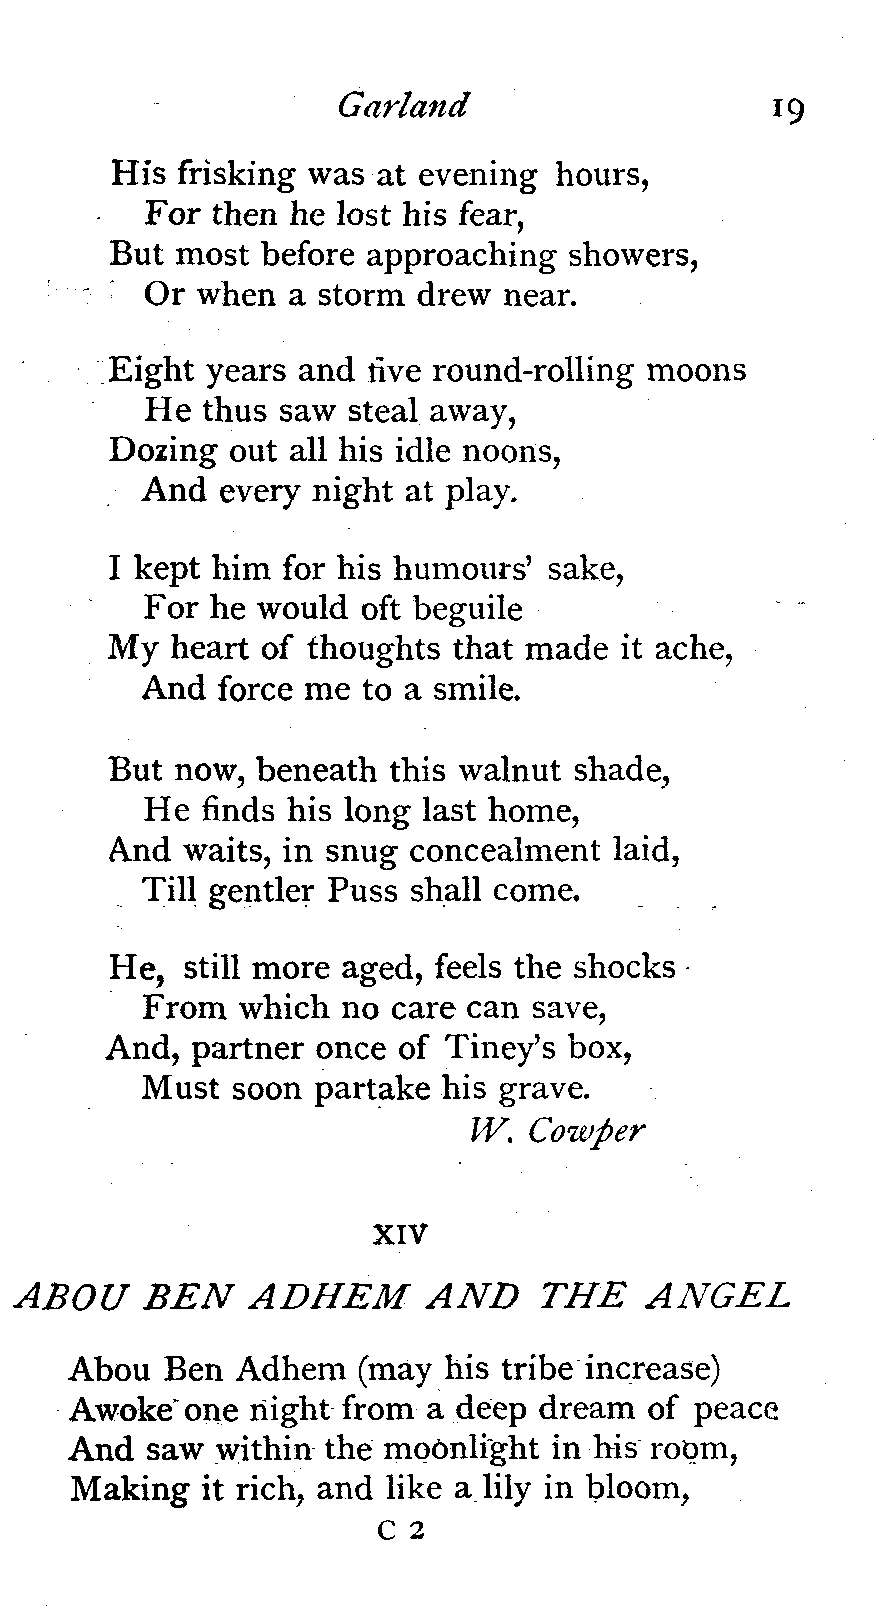 Garland 19
His frisking was at evening hours,
For then he lost his fear,
But most before approaching showers,
Or when a storm drew near.
Eight years and five round-rolling moons
He thus saw steal away,
Dozing out all his idle noons,
And every night at play.
I kept him for his humours' sake,
For he would oft beguile
My heart of thoughts that made it ache,
And force me to a smile.
But now, beneath this walnut shade,
He finds his long last home,
And waits, in snug concealment laid,
Till gentler Puss shall come.
He, still more aged, feels the shocks
From which no care can save,
And, partner once of Tiney's box,
Must soon partake his grave.
W. Cowper
XIV
ABOU BEN ADHEM AND THE ANGEL
Abou Ben Adhem (may his tribe increase)
Awoke one night from a deep dream of peace
And saw within the moonlight in his room,
Making it rich, and like a lily in bloom,
C 2